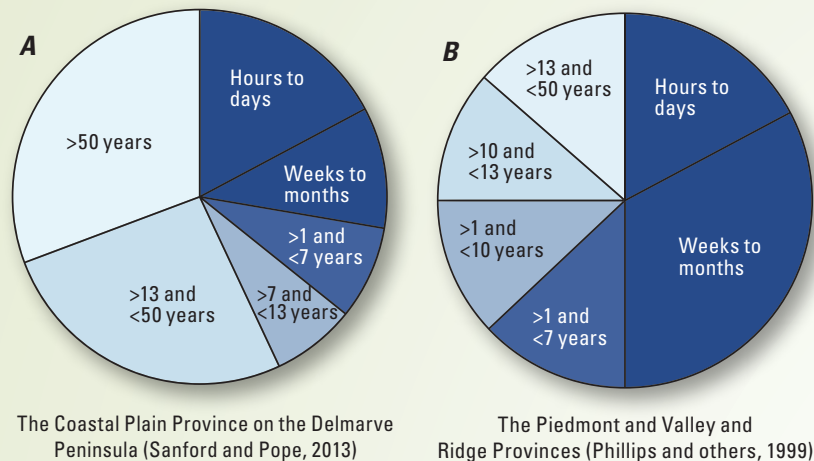 A
Hours to
days
Weeks to
months
>1 and
<7 years
>7 and
<13 years
>13 and
<50 years
>50 years
The Coastal Plain Province on the Delmarve
Peninsula (Sanford and Pope, 2013)
B
Hours to
days
Weeks to
months
>1 and
<7 years
>1 and
<10 years
>10 and
<13 years
>13 and
<50 years
The Piedmont and Valley and
Ridge Provinces (Phillips and others, 1999)